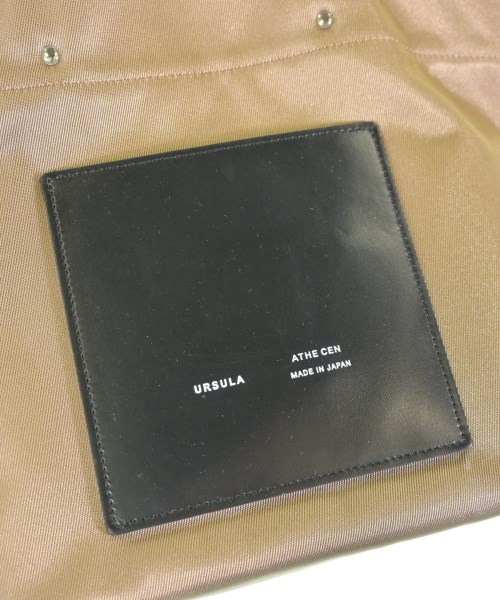 URSULA
ATHE CEN
MADE IN JAPAN